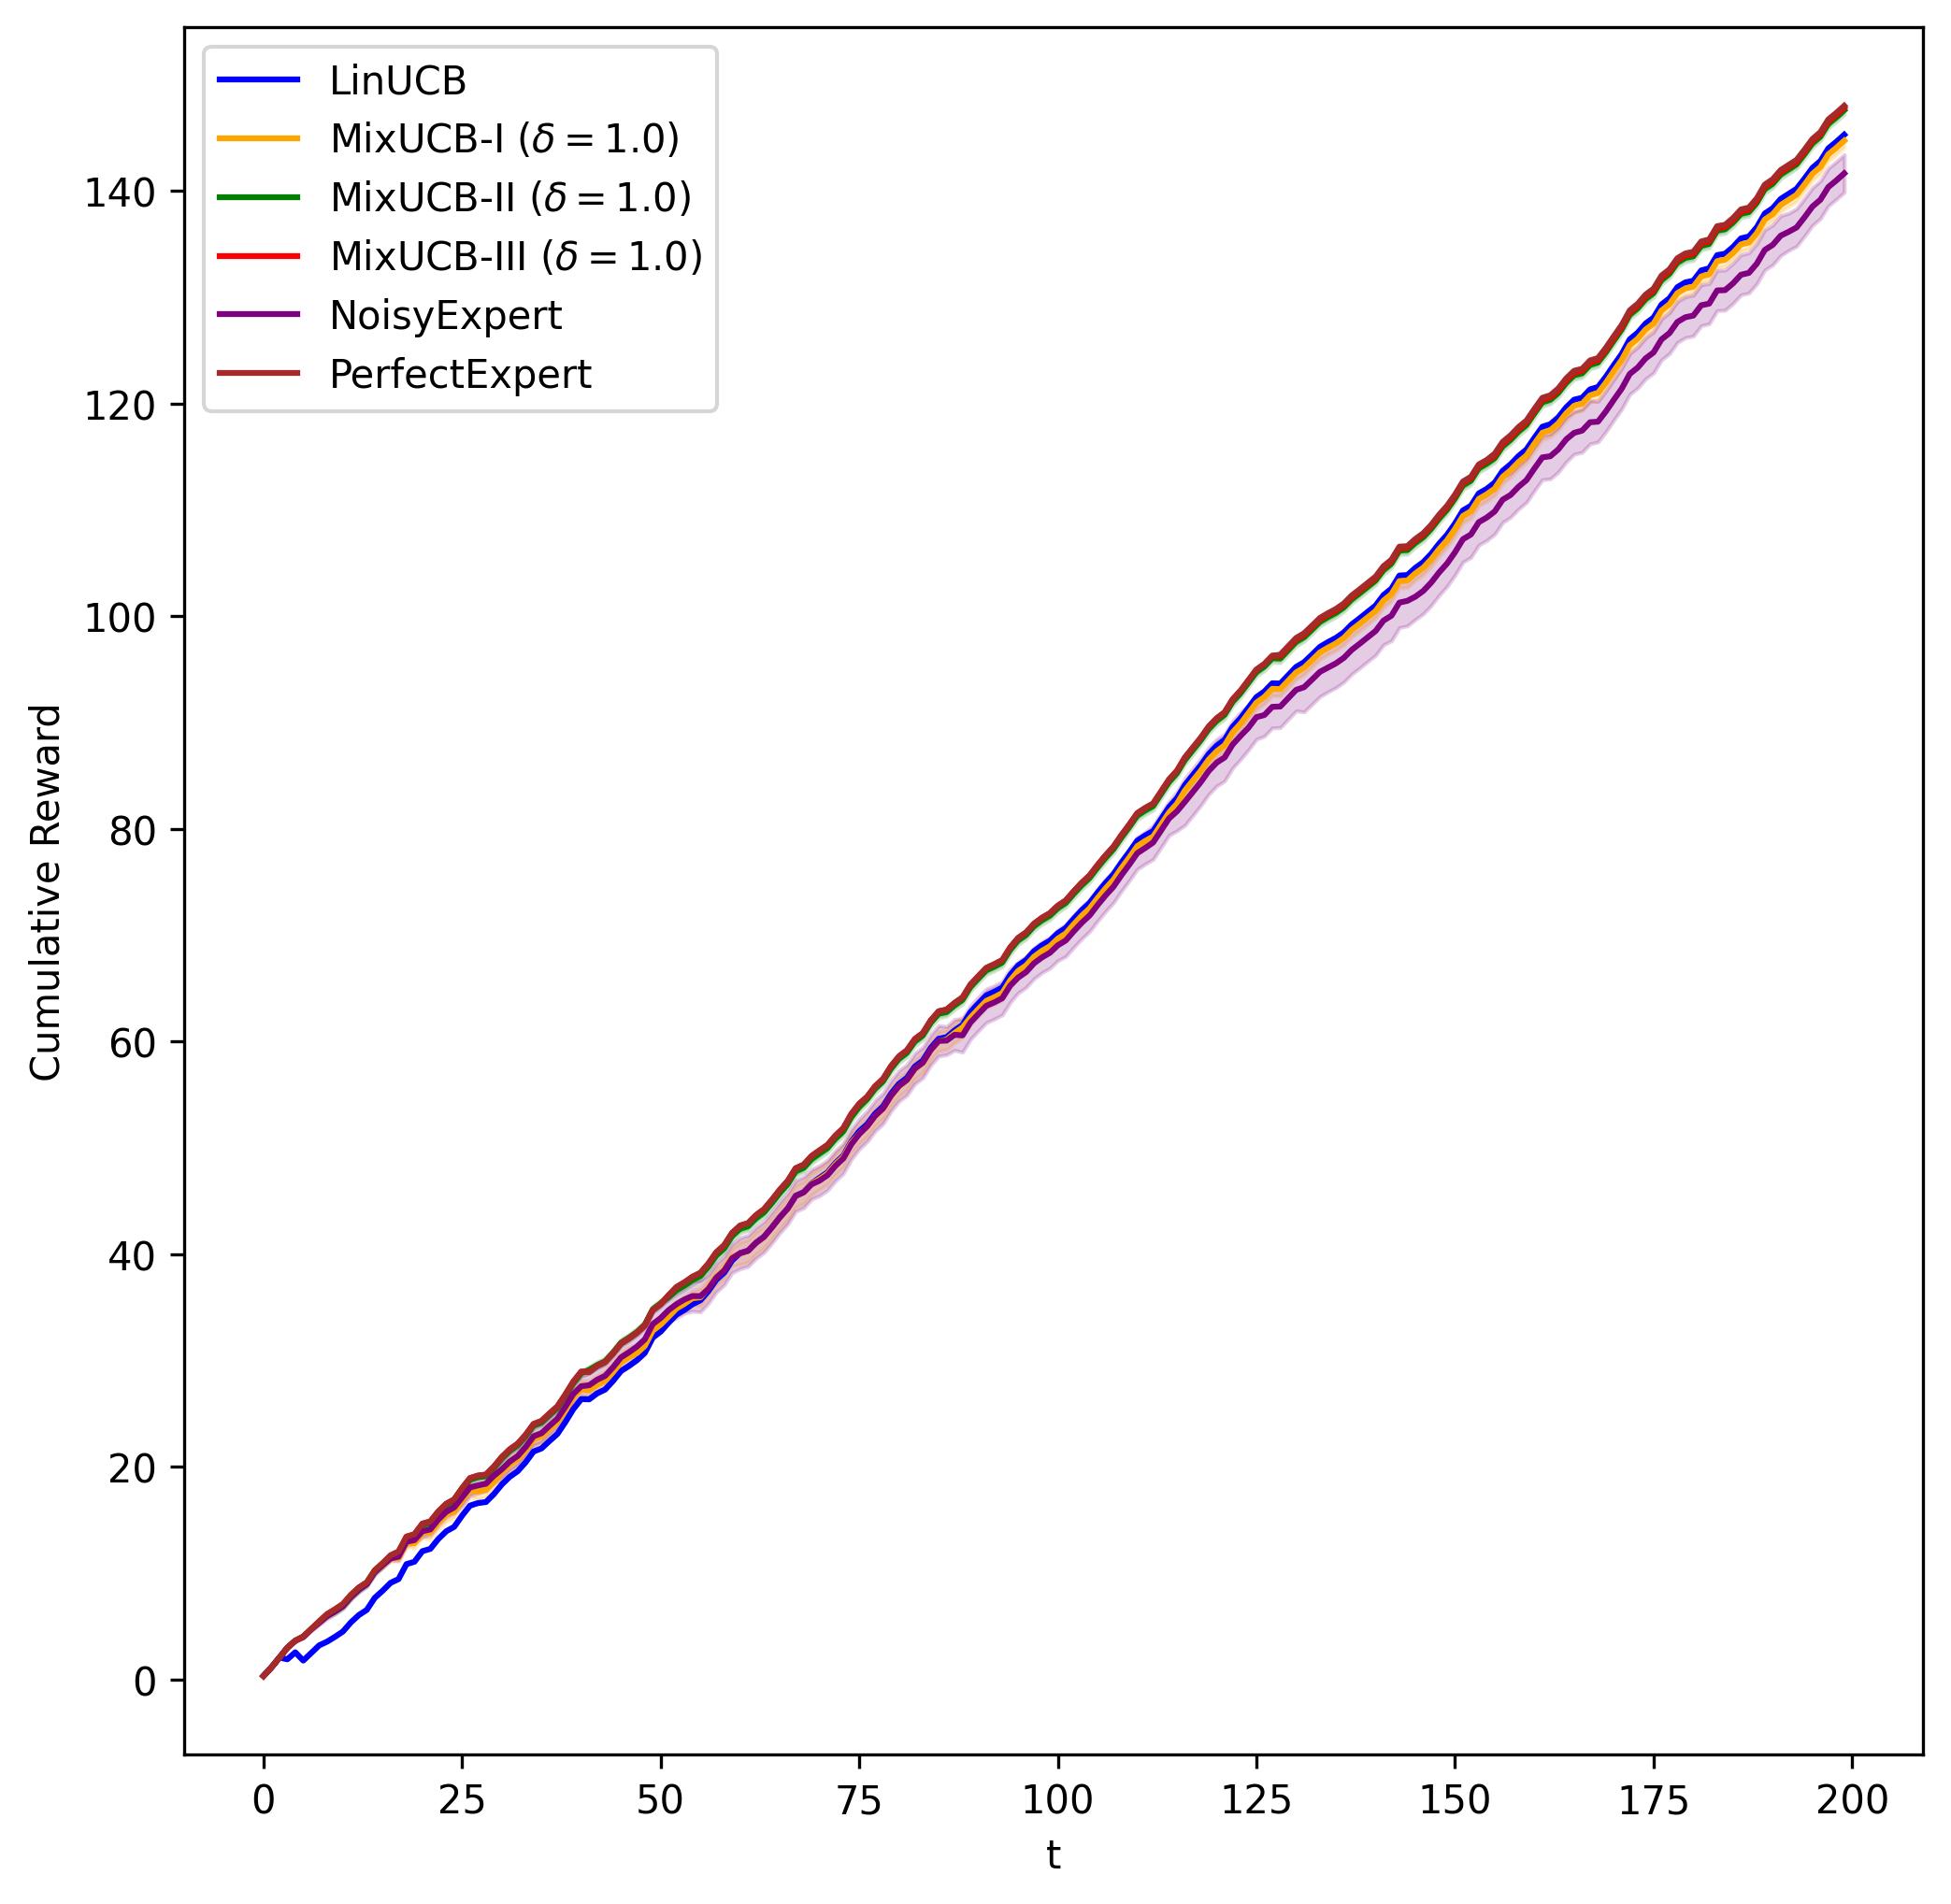 LinUCB
MixUCB-I (δ = 1.0)
MixUCB-II (δ = 1.0)
MixUCB-III (δ = 1.0)
NoisyExpert
PerfectExpert
140
120
100
80
60
40
20
0
Cumulative Reward
0 25 50 75 100 125 150 175 200
t